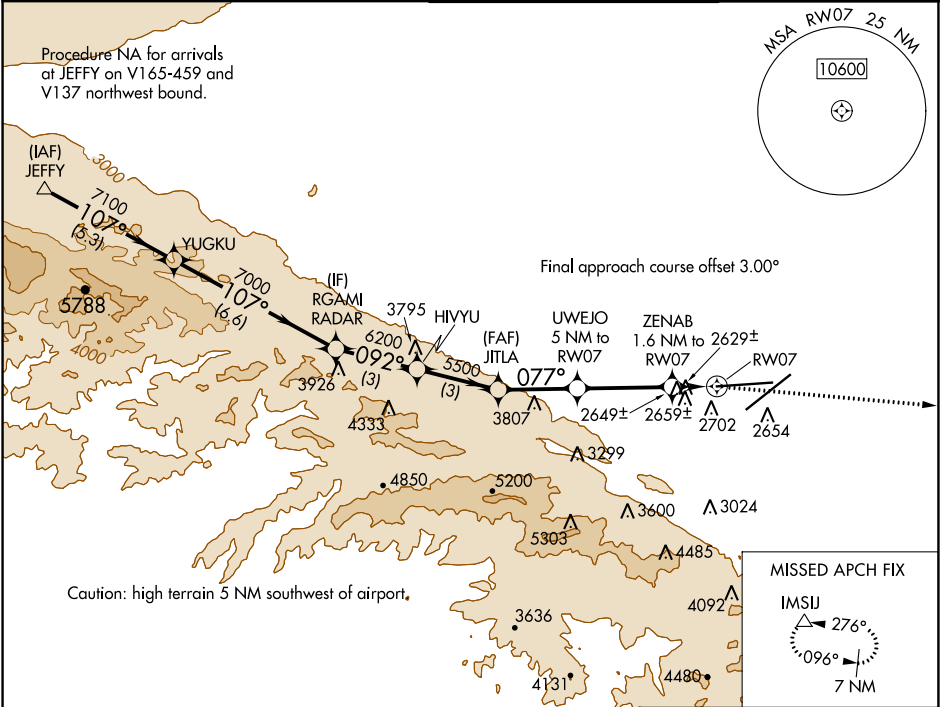 Procedure NA for arrivals
at JEFFY on V165-459 and
V137 northwest bound.
MSA RW07 25 NM
10600
(IAF)
JEFFY
3000
7100
107°
(5.3)
YUGKU
5788
4000
7000
107°
(6.6)
(IF)
RGAMI
RADAR
3926
6200
092°
(3)
3795
HIVYU
5500
(3)
4333
(FAF)
JITLA
077°
3807
Final approach course offset 3.00°
UWEJO
5 NM to
RW07
ZENAB
1.6 NM to
RW07
2629±
RW07
2649±
2659±
2702
2654
3299
4850
5200
3600
3024
5303
4485
Caution: high terrain 5 NM southwest of airport.
4092
3636
4131
4480
MISSED APCH FIX
IMSIJ
276°
096°
7 NM